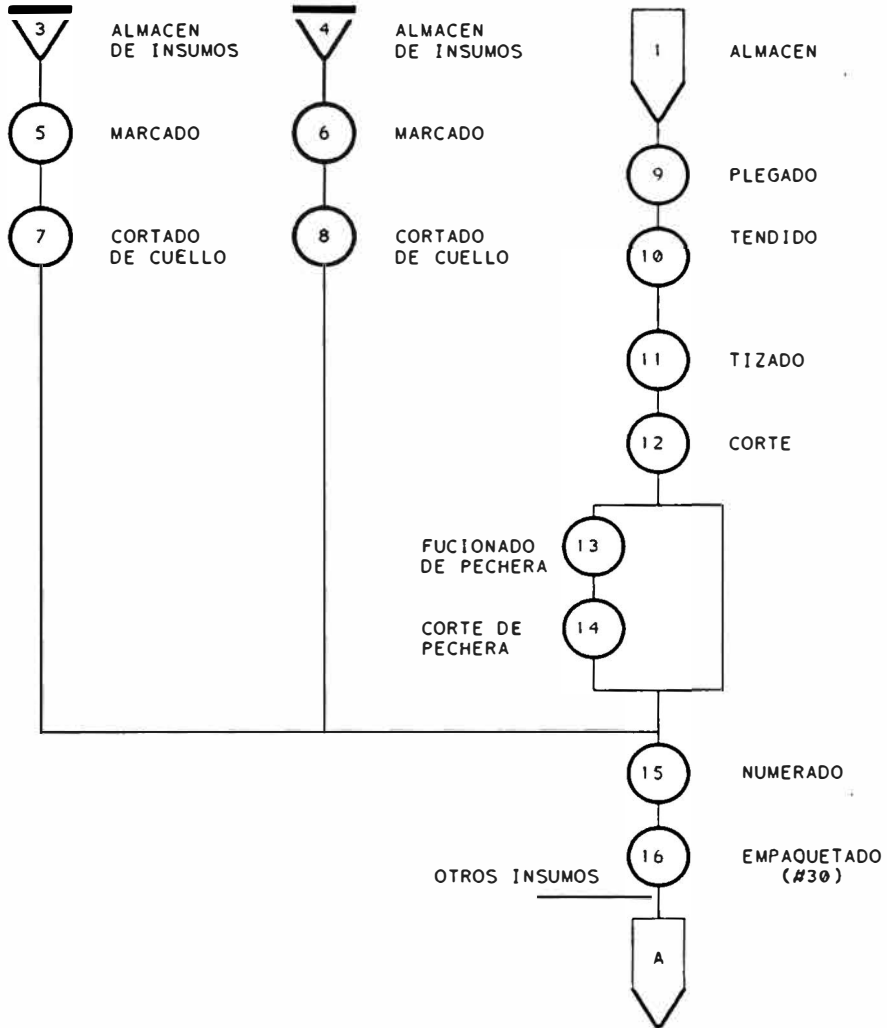 3
ALMACEN
DE INSUMOS
4
ALMACEN
DE INSUMOS
1
ALMACEN
5
MARCADO
6
MARCADO
9
PLEGADO
7
CORTADO
DE CUELLO
8
CORTADO
DE CUELLO
10
TENDIDO
11
TIZADO
12
CORTE
FUCIONADO
DE PECHERA
13
CORTE DE
PECHERA
14
15
NUMERADO
16
EMPAQUETADO
(#30)
OTROS INSUMOS
A